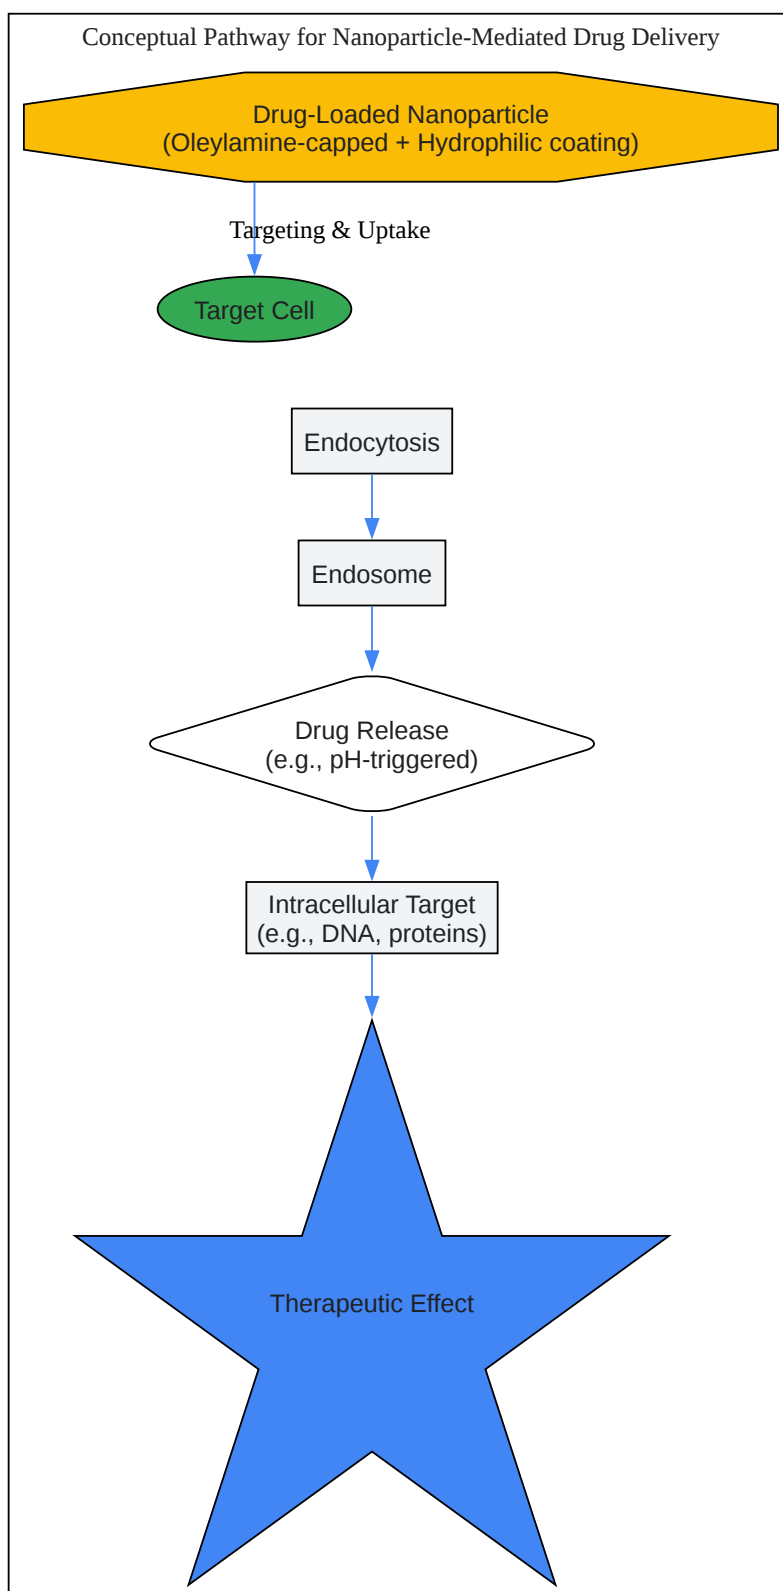 Conceptual Pathway for Nanoparticle-Mediated Drug Delivery
Drug-Loaded Nanoparticle
(Oleylamine-capped + Hydrophilic coating)
Targeting & Uptake
Target Cell
Endocytosis
Endosome
Drug Release
(e.g., pH-triggered)
Intracellular Target
(e.g., DNA, proteins)
Therapeutic Effect